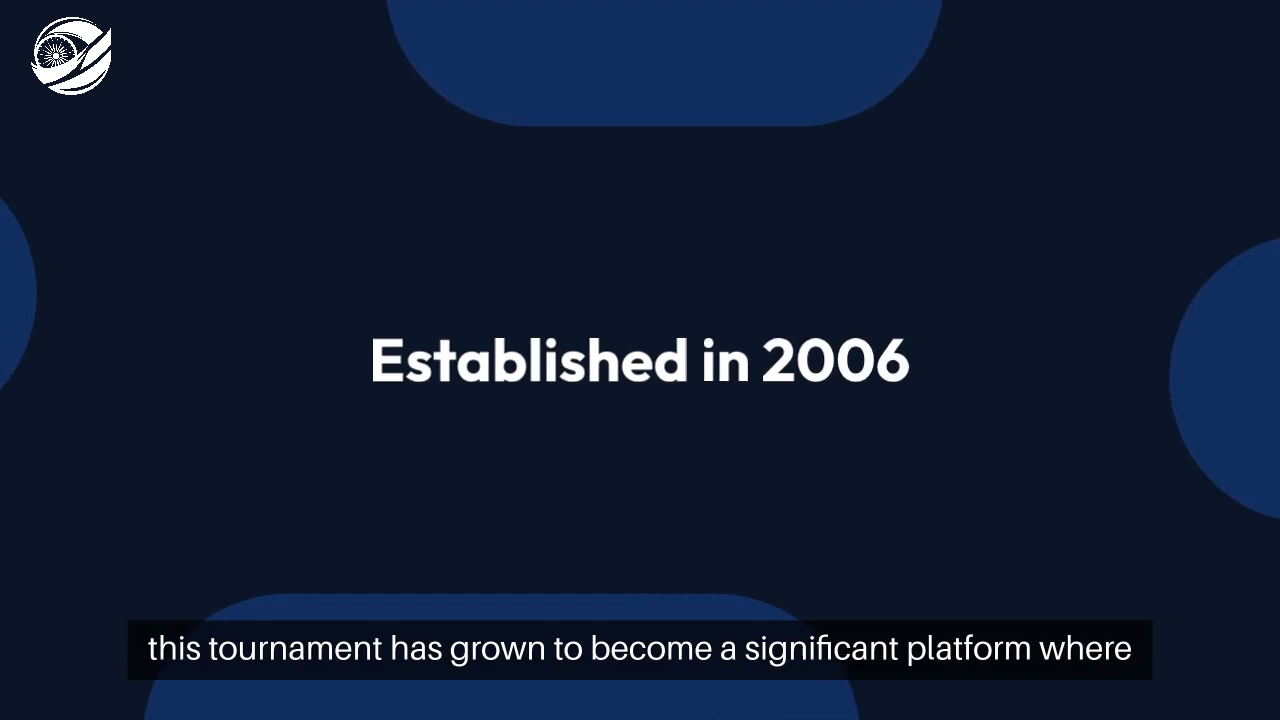 Established in 2006
this tournament has grown to become a significant platform where